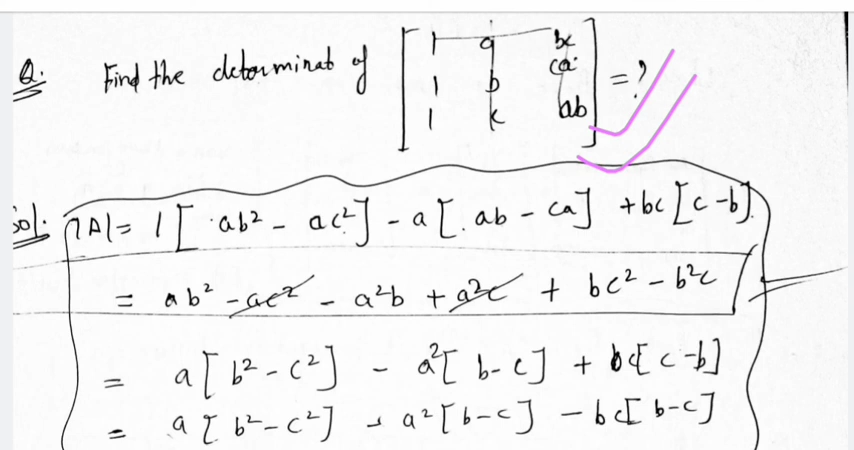 Q. Find the determinat of [ 1 a bc
1 b ca
1 c ab ] = ?
Sol. |A| = 1 [ ab² - ac² ] - a [ ab - ca ] + bc [ c - b ]
= ab² - ac² - a²b + a²c + bc² - b²c
= a [ b² - c² ] - a² [ b - c ] + bc [ c - b ]
= a [ b² - c² ] - a² [ b - c ] - bc [ b - c ]